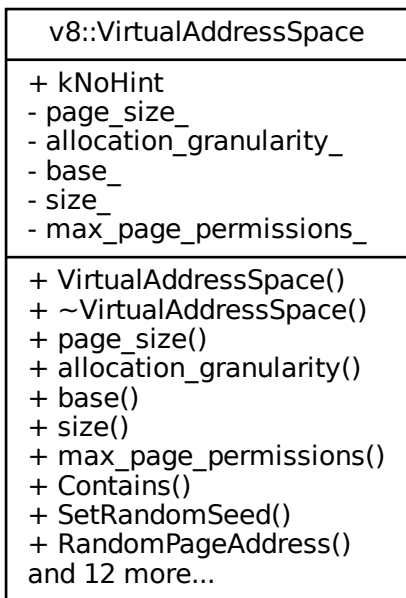 v8::VirtualAddressSpace
+ kNoHint
- page_size_
- allocation_granularity_
- base_
- size_
- max_page_permissions_
+ VirtualAddressSpace()
+ ~VirtualAddressSpace()
+ page_size()
+ allocation_granularity()
+ base()
+ size()
+ max_page_permissions()
+ Contains()
+ SetRandomSeed()
+ RandomPageAddress()
and 12 more...